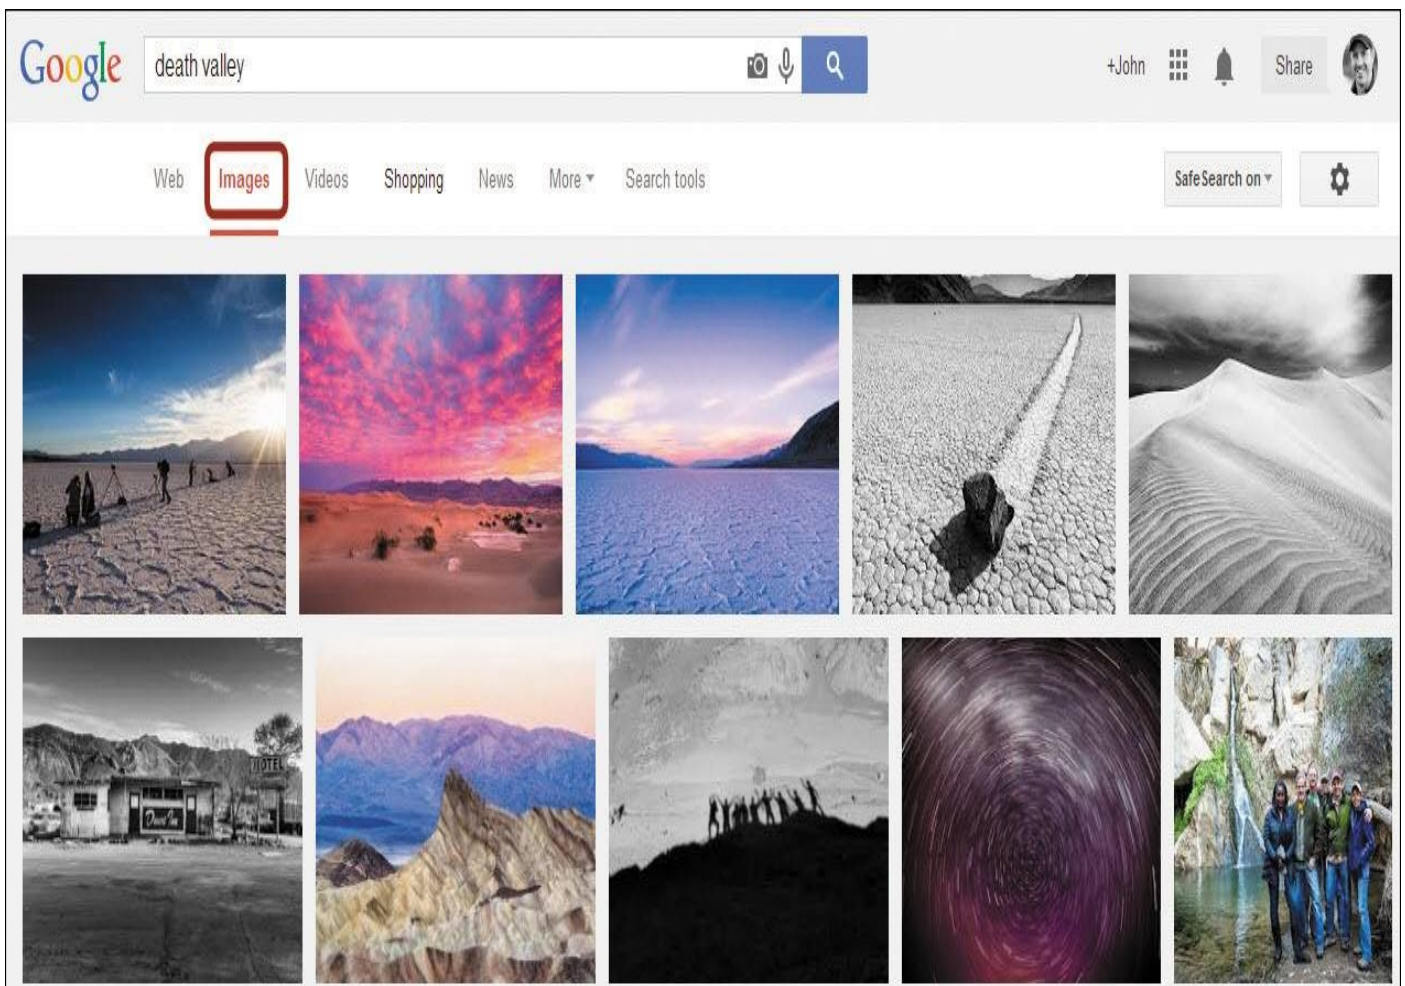 Google death valley +John Share
Web Images Videos Shopping News More Search tools SafeSearch on
MOTEL